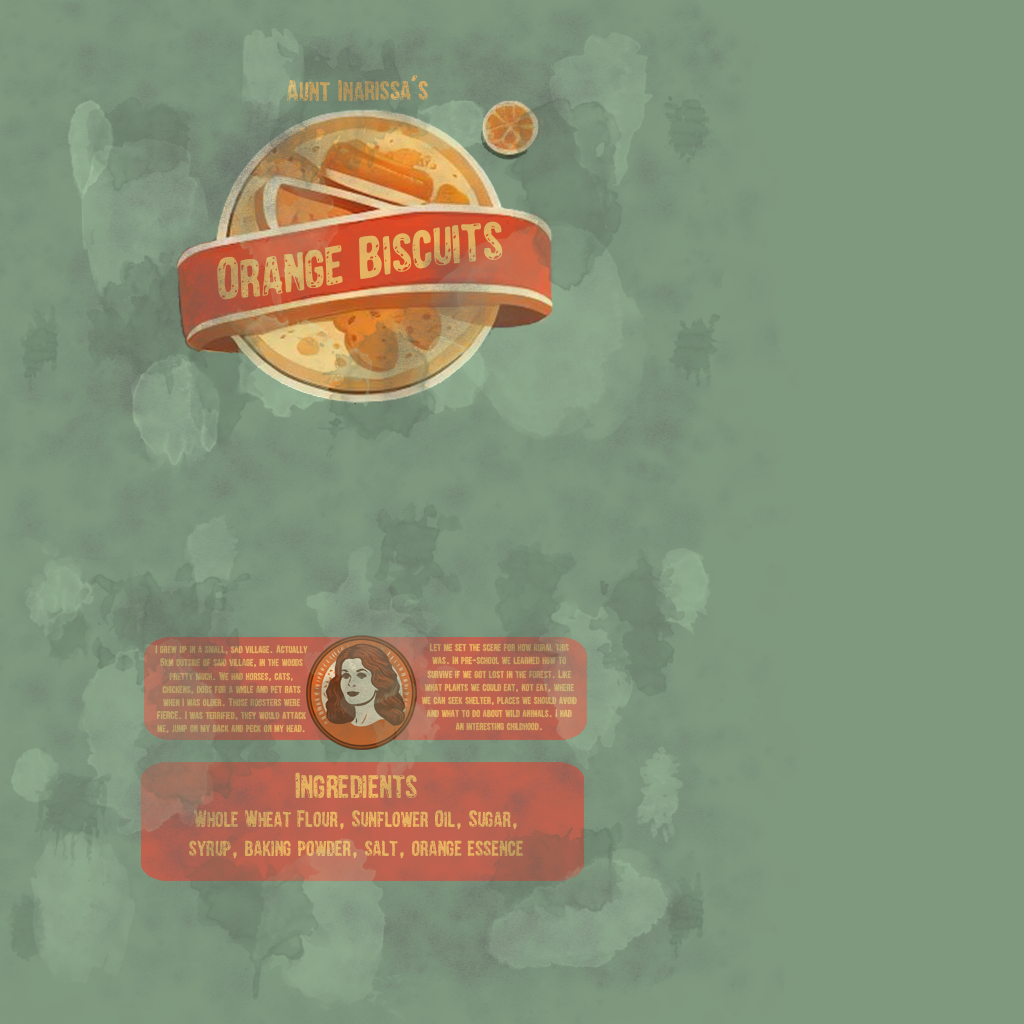 Aunt Inarissa's
Orange Biscuits
I grew up in a small, sad village. Actually
5km outside of said village, in the woods
pretty much. We had horses, cats,
chickens, dogs for a while and pet rats
when I was older. Those roosters were
fierce. I was terrified, they would attack
me, jump on my back and peck on my head.
Let me set the scene for how rural this
was. In pre-school we learned how to
survive if we got lost in the forest. Like
what plants we could eat, not eat, where
we can seek shelter, places we should avoid
and what to do about wild animals. I had
an interesting childhood.
Ingredients
Whole Wheat Flour, Sunflower Oil, Sugar,
syrup, baking powder, salt, orange essence